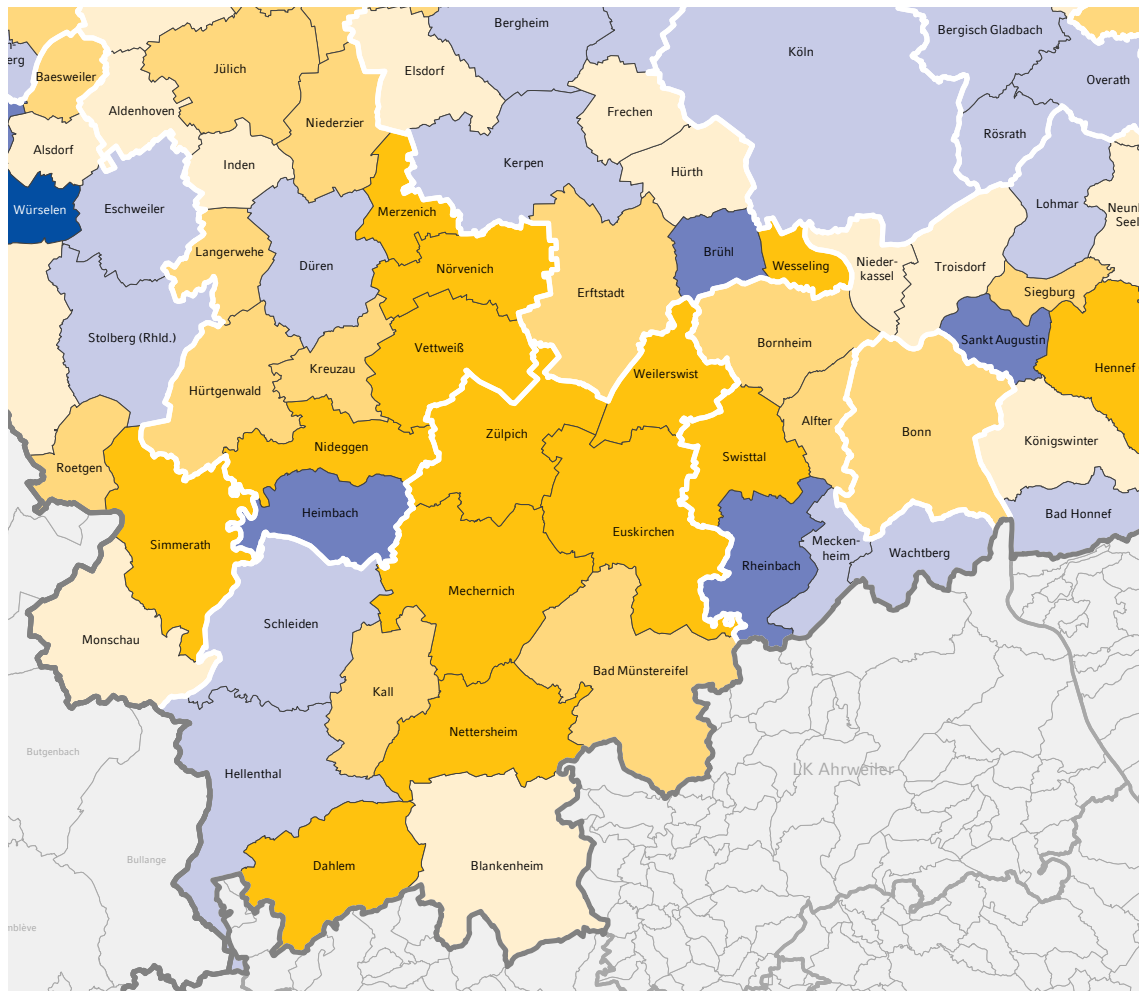 Bergheim
Köln
Bergisch Gladbach
erg
Baesweiler
Jülich
Elsdorf
Overath
Aldenhoven
Niederzier
Frechen
Rösrath
Alsdorf
Inden
Kerpen
Hürth
Würselen
Eschweiler
Merzenich
Lohmar
Neun
Seel
Langerwehe
Düren
Nörvenich
Brühl
Wesseling
Nieder-
kassel
Troisdorf
Erftstadt
Siegburg
Stolberg (Rhld.)
Vettweiß
Bornheim
Sankt Augustin
Kreuzau
Weilerswist
Hennef
Hürtgenwald
Alfter
Bonn
Zülpich
Nideggen
Königswinter
Roetgen
Swisttal
Heimbach
Bad Honnef
Simmerath
Euskirchen
Mecken-
heim
Wachtberg
Rheinbach
Mechernich
Schleiden
Monschau
Bad Münstereifel
Kall
Nettersheim
Butgenbach
Hellenthal
LK Ahrweiler
Bullange
Dahlem
Blankenheim
nblève